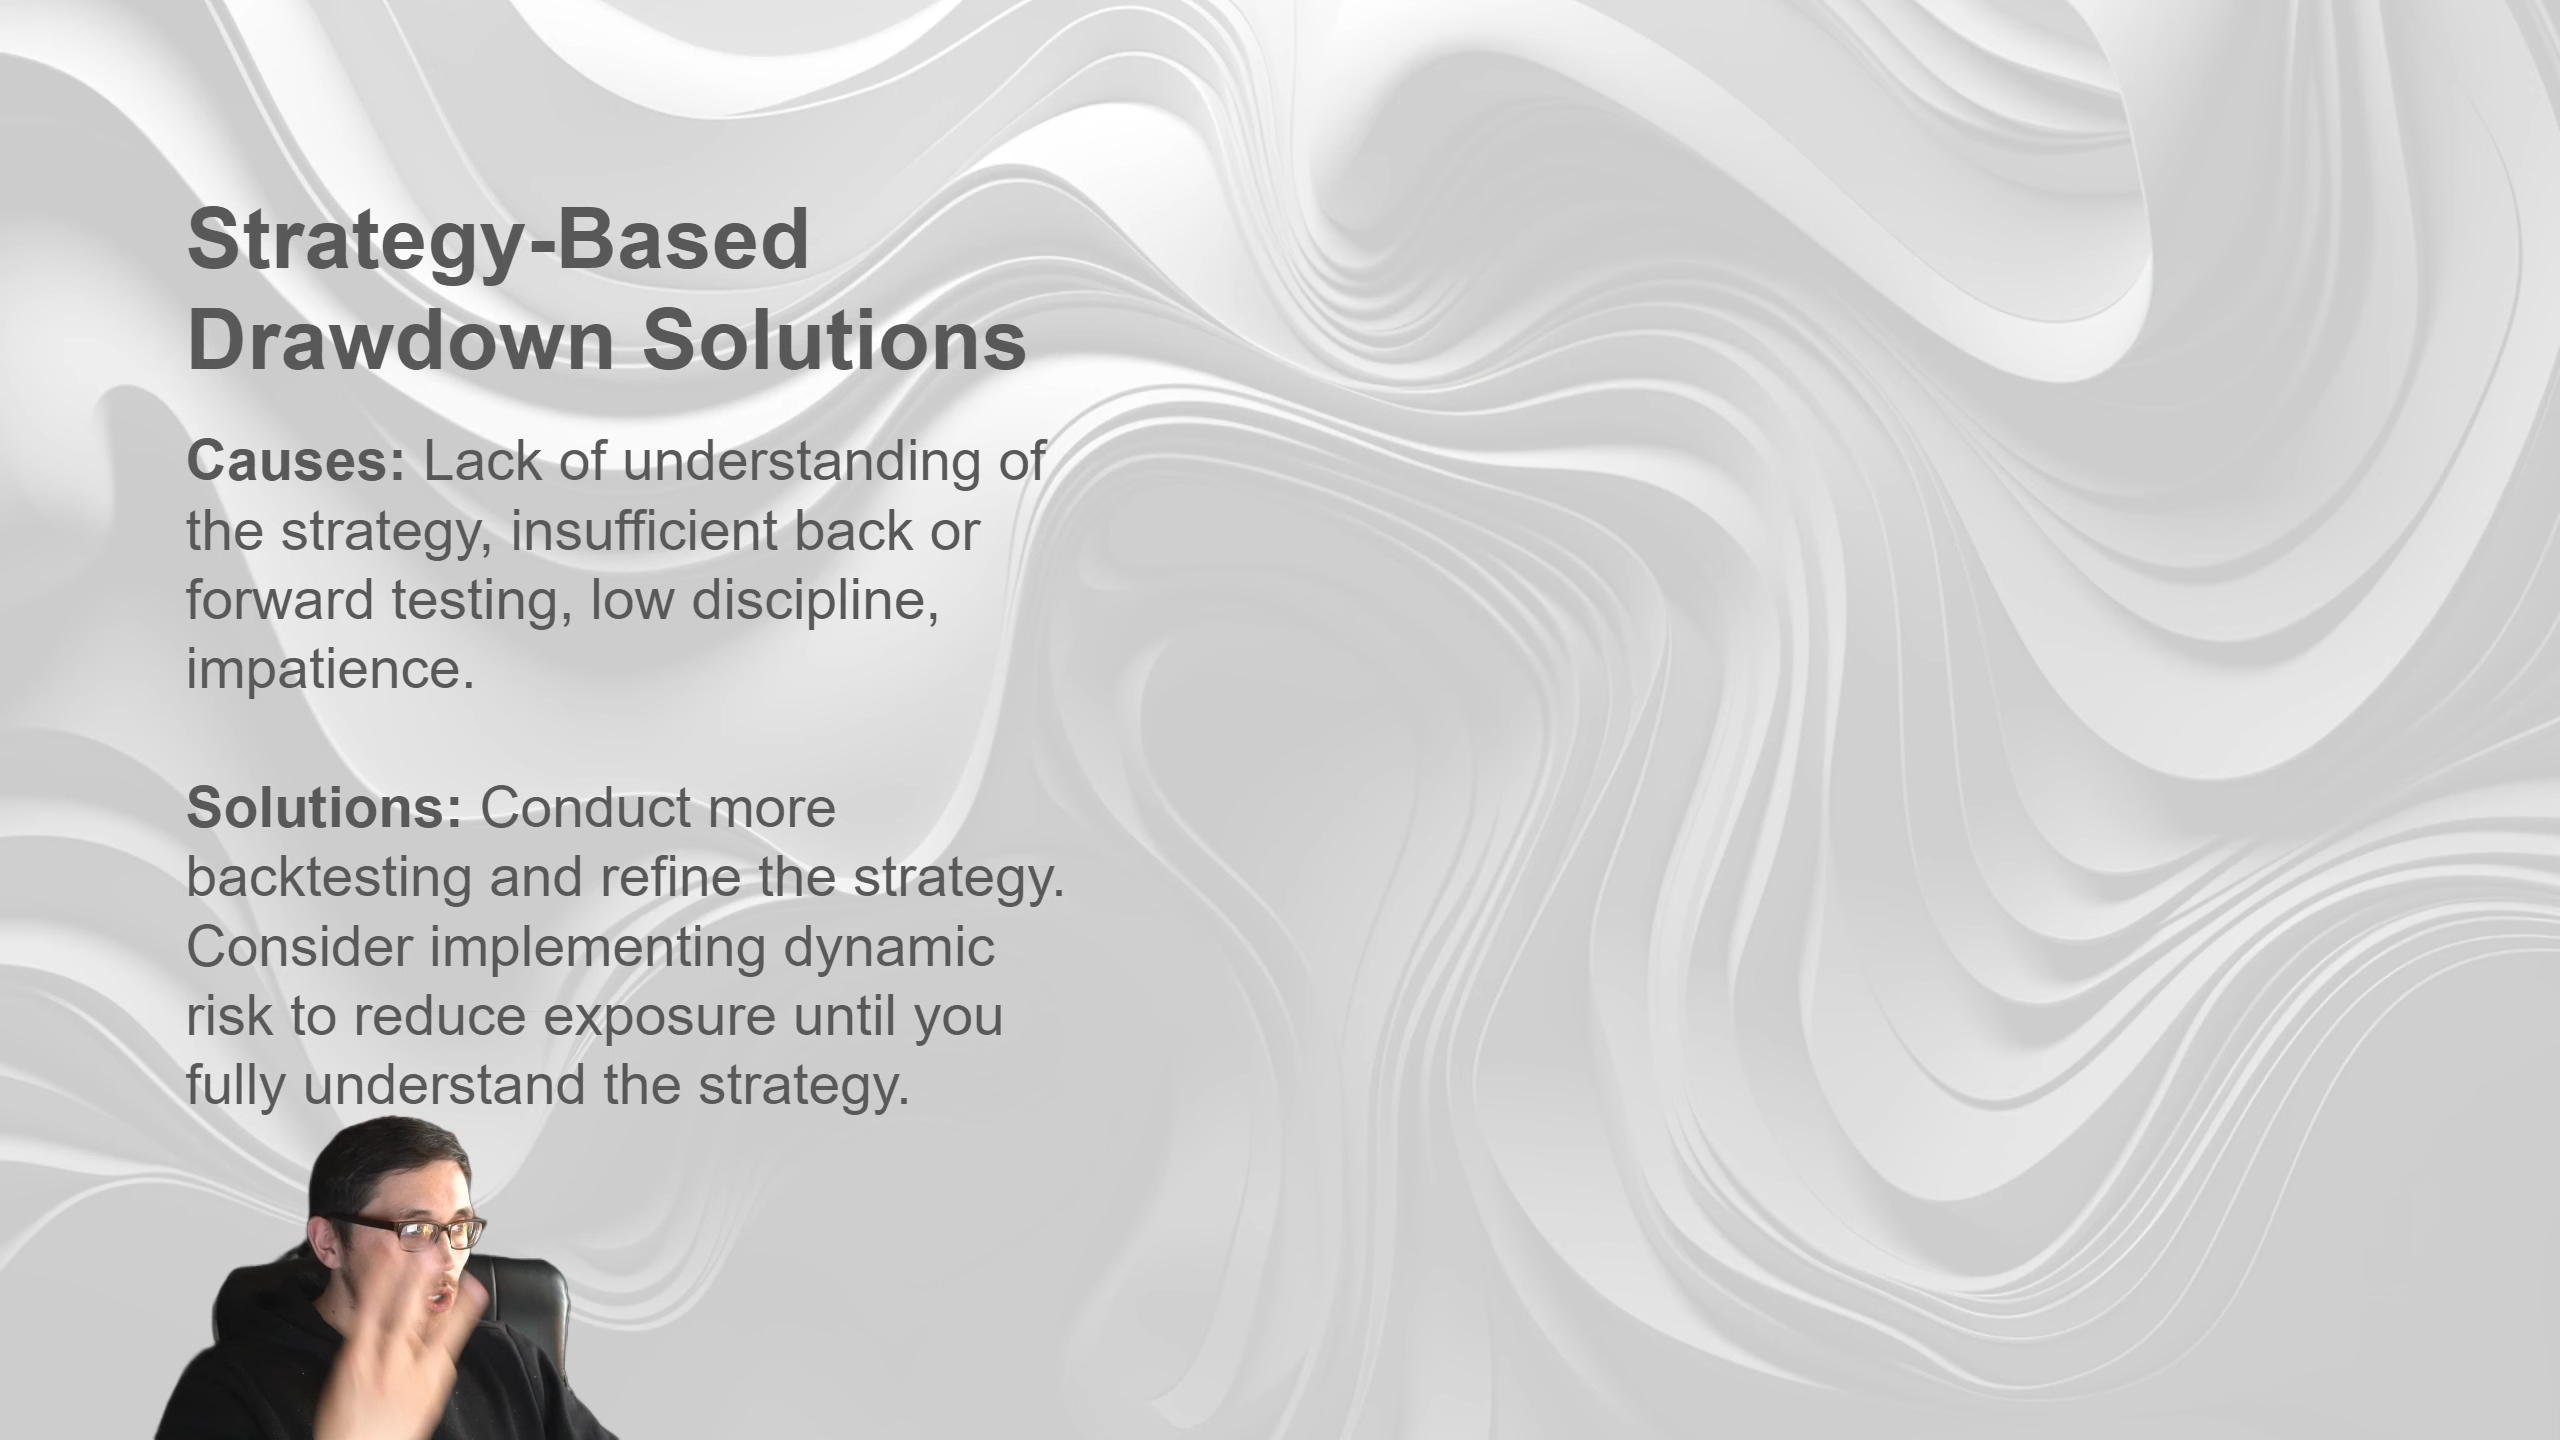 Strategy-Based
Drawdown Solutions
Causes: Lack of understanding of
the strategy, insufficient back or
forward testing, low discipline,
impatience.
Solutions: Conduct more
backtesting and refine the strategy.
Consider implementing dynamic
risk to reduce exposure until you
fully understand the strategy.